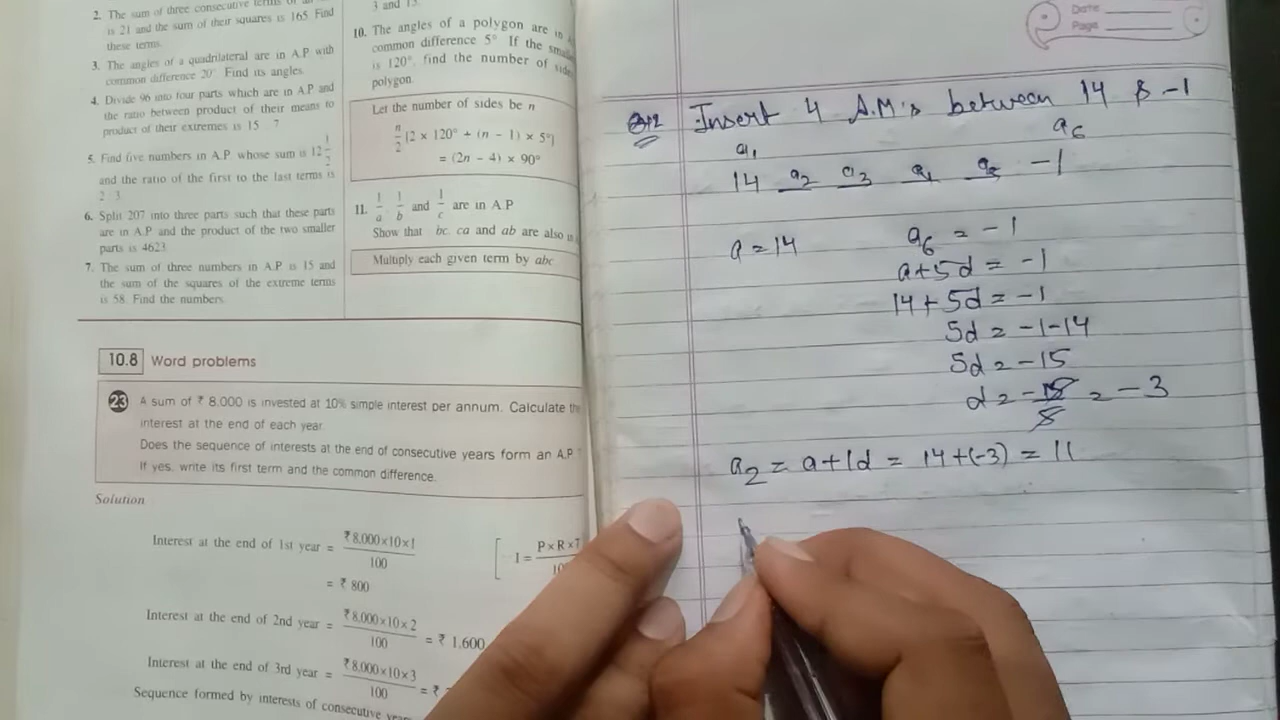 2. The sum of three consecutive terms of an
is 21 and the sum of their squares is 165 Find
these terms.
3. The angles of a quadrilateral are in A.P with
common difference 20° Find its angles
4. Divide 96 into four parts which are in A.P and
the ratio between product of their means to
product of their extremes is 15 7
5. Find five numbers in A.P whose sum is 12 1/2
and the ratio of the first to the last terms is
2 3
6. Split 207 into three parts such that these parts
are in A.P and the product of the two smaller
parts is 4623
7. The sum of three numbers in A.P is 15 and
the sum of the squares of the extreme terms
is 58. Find the numbers
3 and 13
10. The angles of a polygon are in
common difference 5° If the
is 120° find the number of sides
polygon
Let the number of sides be n
n/2 [2 × 120° + (n − 1) × 5°]
= (2n − 4) × 90°
11. 1/a, 1/b and 1/c are in A.P
Show that bc, ca and ab are also
Multiply each given term by abc
10.8 Word problems
23 A sum of ₹ 8,000 is invested at 10% simple interest per annum. Calculate the
interest at the end of each year
Does the sequence of interests at the end of consecutive years form an A.P
If yes, write its first term and the common difference.
Solution
Interest at the end of 1st year = ₹ 8,000×10×1/100
= ₹ 800
[ I = P×R×T
Interest at the end of 2nd year = ₹ 8,000×10×2/100 = ₹ 1,600
Interest at the end of 3rd year = ₹ 8,000×10×3/100 = ₹
Sequence formed by interests of consecutive
Date
Page
Insert 4 A.M's between 14 & -1
a1 a6
14 a2 a3 a4 a5 -1
a = 14 a6 = -1
a+5d = -1
14+5d = -1
5d = -1-14
5d = -15
d = -15/5 = -3
a2 = a+1d = 14+(-3) = 11